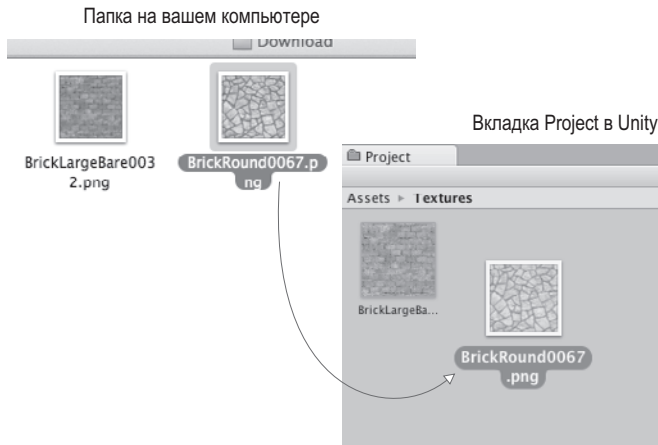 Папка на вашем компьютере
Download
BrickLargeBare003
2.png
BrickRound0067.p
ng
Вкладка Project в Unity
Project
Assets ▸ Textures
BrickLargeBa...
BrickRound0067
.png